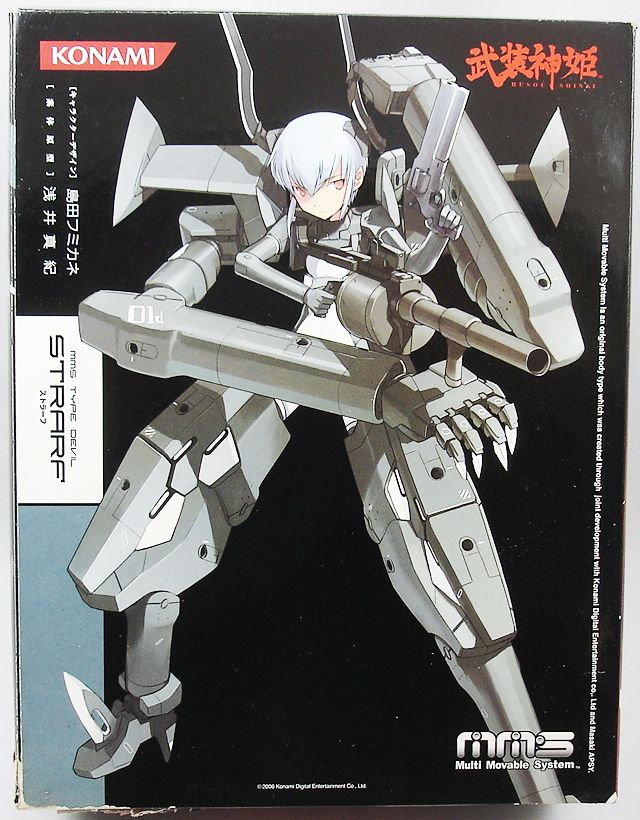 KONAMI
武装神姫
BUSOU SHINKI
[キャラクターデザイン] 島田フミカネ
[素体原型] 浅井真紀
MMS TYPE DEVIL
STRARF
ストラーフ
01d
Multi Movable System is an original body type which was created through joint development with Konami Digital Entertainment co., Ltd and Masaki APSY.
mms
Multi Movable System™
©2006 Konami Digital Entertainment Co., Ltd.